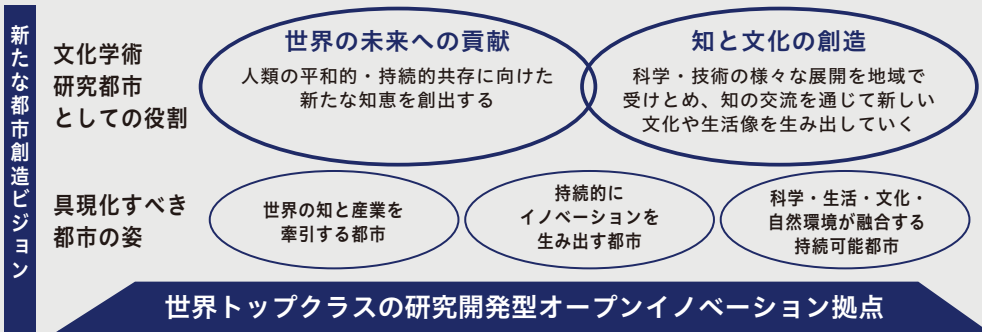 新たな都市創造ビジョン
文化学術
研究都市
としての役割
世界の未来への貢献
人類の平和的・持続的共存に向けた
新たな知恵を創出する
知と文化の創造
科学・技術の様々な展開を地域で
受けとめ、知の交流を通じて新しい
文化や生活像を生み出していく
具現化すべき
都市の姿
世界の知と産業を
牽引する都市
持続的に
イノベーションを
生み出す都市
科学・生活・文化・
自然環境が融合する
持続可能都市
世界トップクラスの研究開発型オープンイノベーション拠点